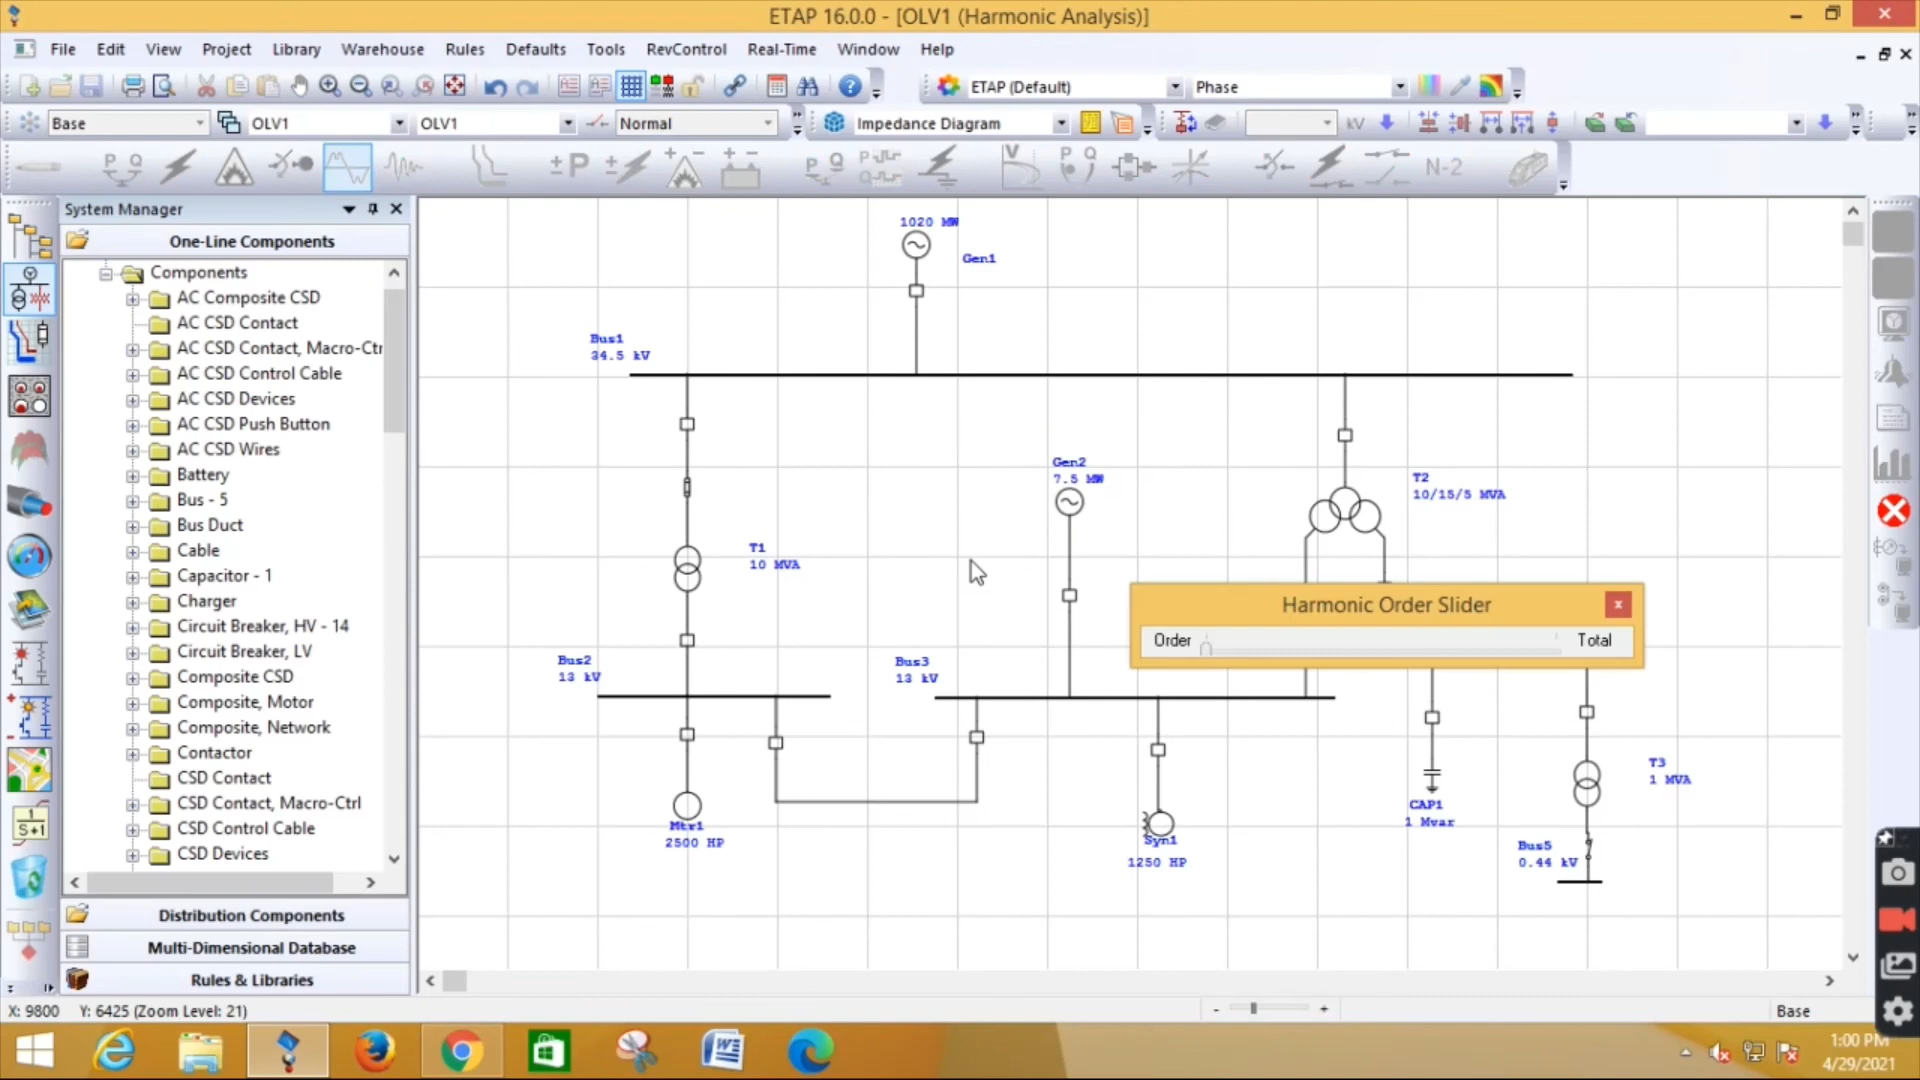 ETAP 16.0.0 - [OLV1 (Harmonic Analysis)]
File Edit View Project Library Warehouse Rules Defaults Tools RevControl Real-Time Window Help
ETAP (Default) Phase
Base OLV1 OLV1 Normal Impedance Diagram kV
P Q ± P P Q V P Q N-2
System Manager
One-Line Components
Components
AC Composite CSD
AC CSD Contact
AC CSD Contact, Macro-Ctr
AC CSD Control Cable
AC CSD Devices
AC CSD Push Button
AC CSD Wires
Battery
Bus - 5
Bus Duct
Cable
Capacitor - 1
Charger
Circuit Breaker, HV - 14
Circuit Breaker, LV
Composite CSD
Composite, Motor
Composite, Network
Contactor
CSD Contact
CSD Contact, Macro-Ctrl
CSD Control Cable
CSD Devices
Distribution Components
Multi-Dimensional Database
Rules & Libraries
1
S+1
1020 MW
Gen1
Bus1
34.5 kV
Gen2
7.5 MW
T2
10/15/5 MVA
T1
10 MVA
Harmonic Order Slider
Order Total
Bus2
13 kV
Bus3
13 kV
T3
1 MVA
CAP1
1 Mvar
Mtr1
2500 HP
Syn1
1250 HP
Bus5
0.44 kV
X: 9800 Y: 6425 (Zoom Level: 21)
- +
Base
1:00 PM
4/29/2021